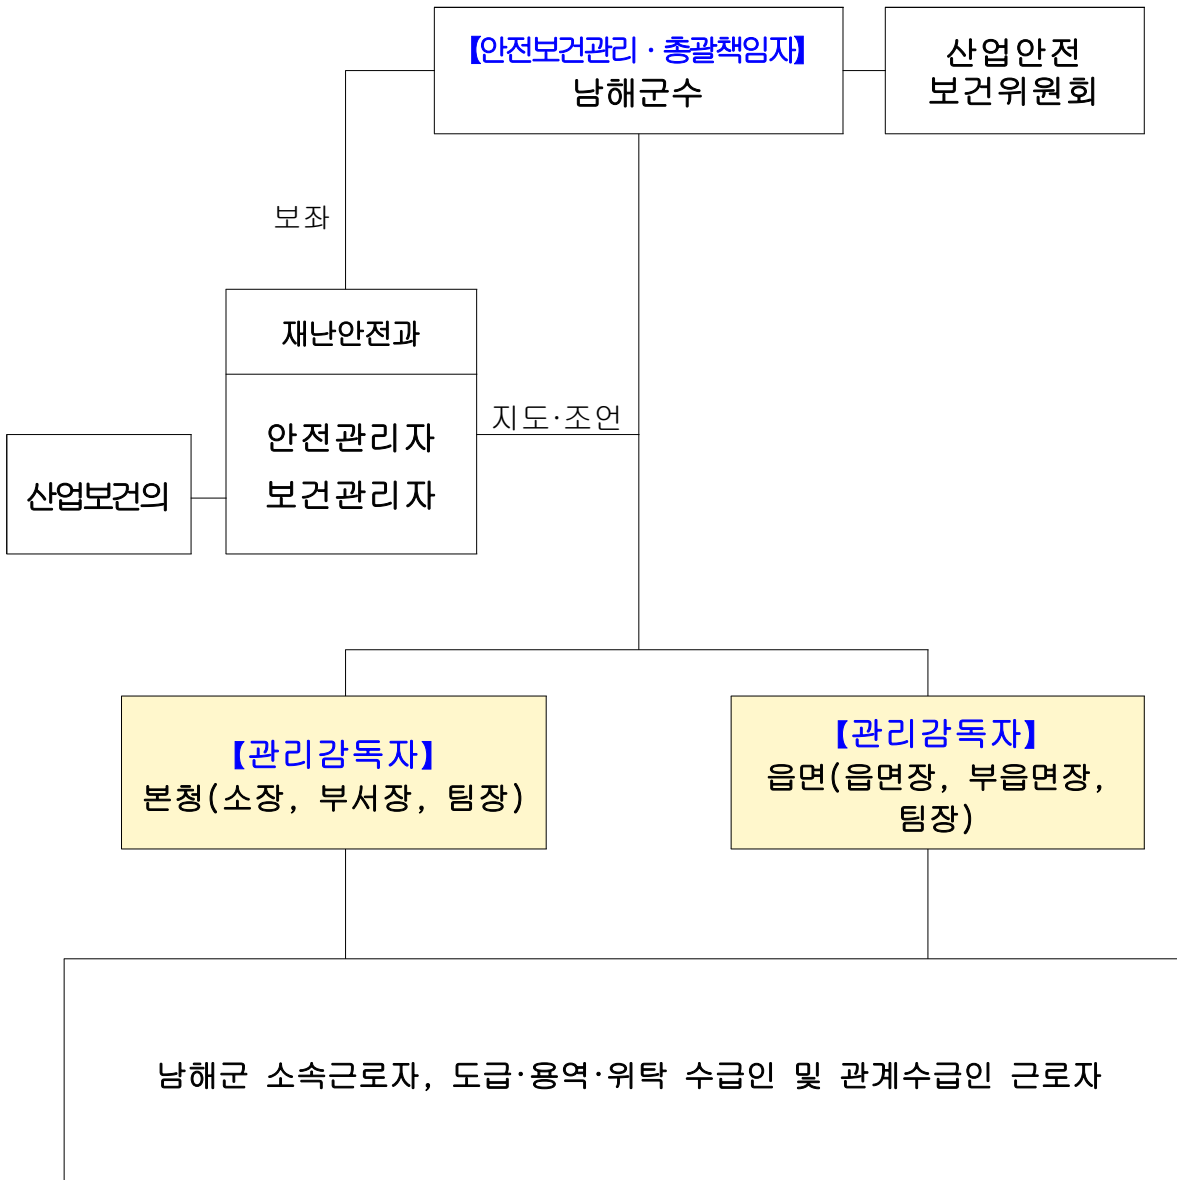 【안전보건관리·총괄책임자】
남해군수
산업안전
보건위원회
보좌
재난안전과
지도·조언
안전관리자
보건관리자
산업보건의
【관리감독자】
본청(소장, 부서장, 팀장)
【관리감독자】
읍면(읍면장, 부읍면장,
팀장)
남해군 소속근로자, 도급·용역·위탁 수급인 및 관계수급인 근로자